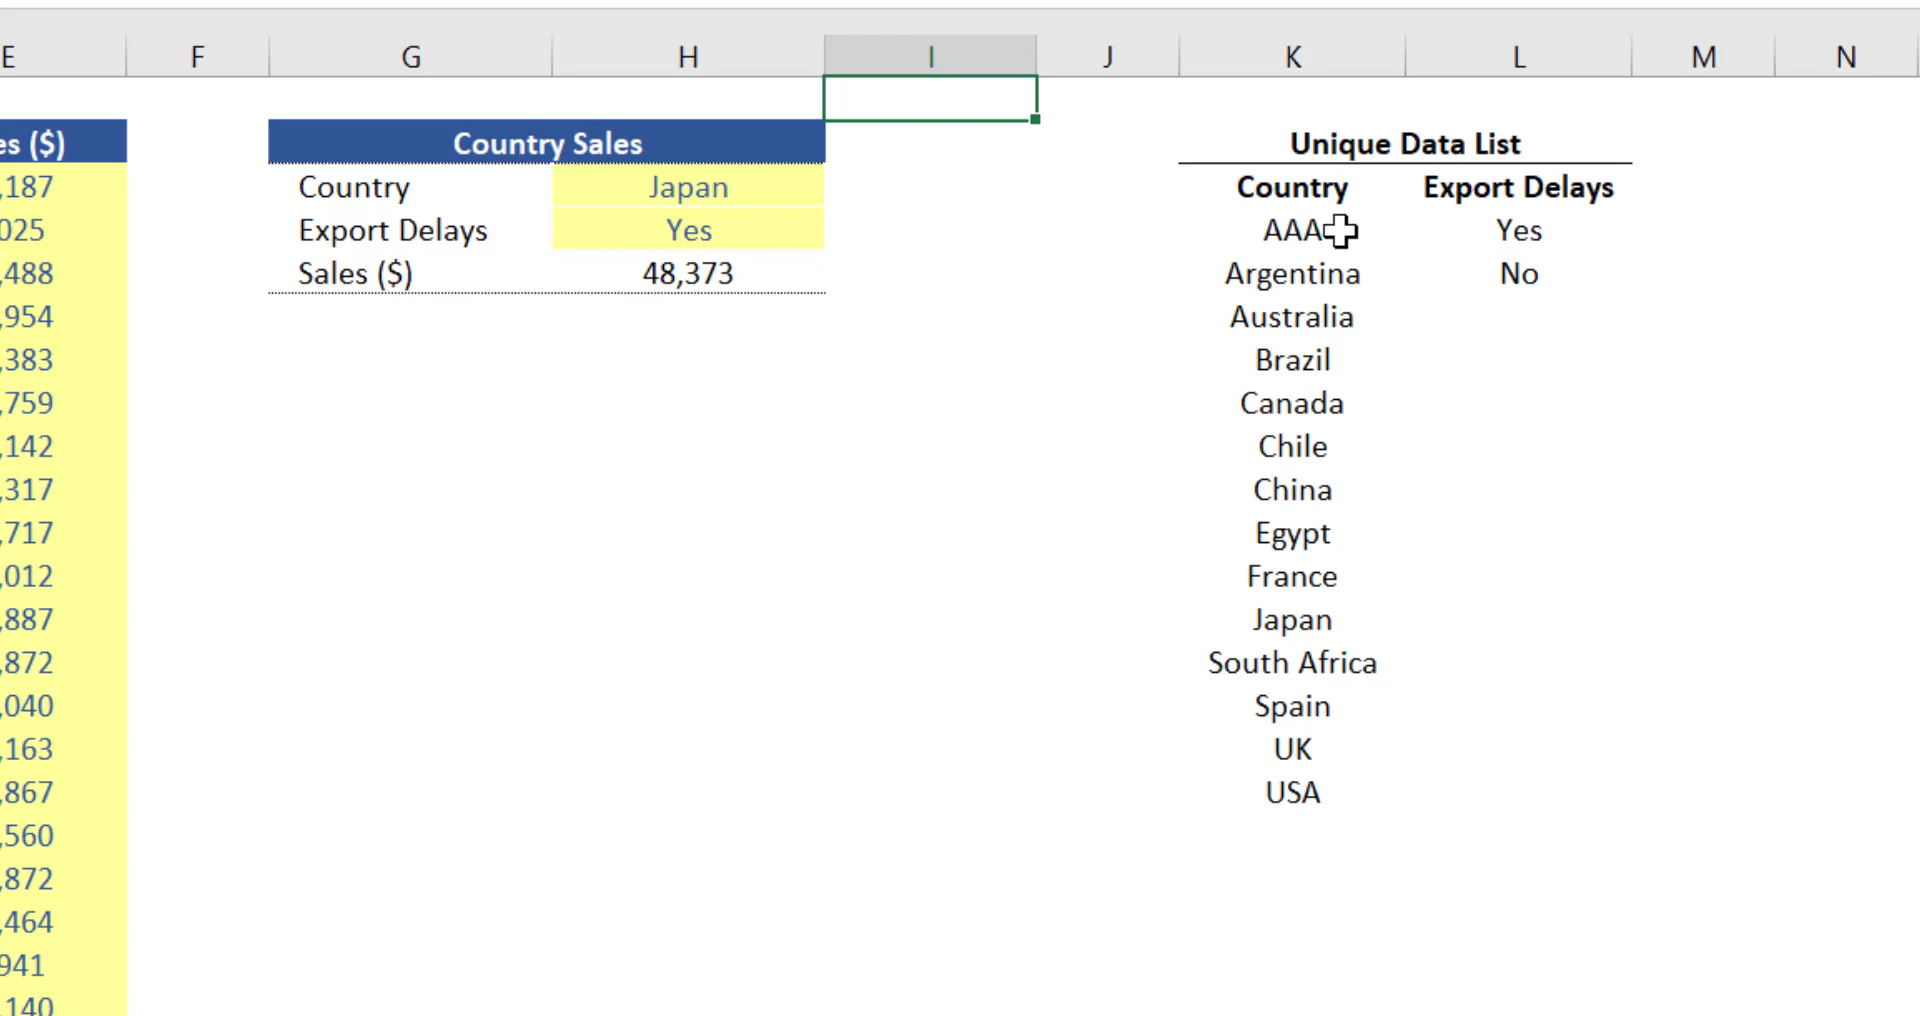 E F G H I J K L M N
es ($) Country Sales Unique Data List
,187 Country Japan Country Export Delays
025 Export Delays Yes AAA Yes
,488 Sales ($) 48,373 Argentina No
,954 Australia
,383 Brazil
,759 Canada
,142 Chile
,317 China
,717 Egypt
,012 France
,887 Japan
,872 South Africa
,040 Spain
,163 UK
,867 USA
,560
,872
,464
941
,140